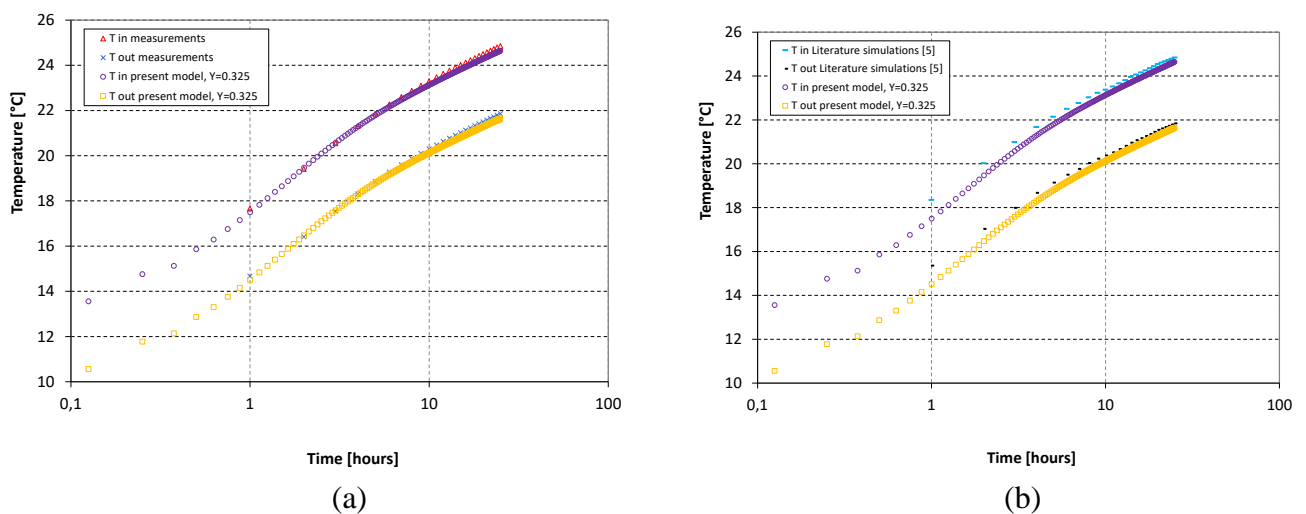 26
24
22
20
18
16
14
12
10
Temperature [°C]
T in measurements
T out measurements
T in present model, Y=0.325
T out present model, Y=0.325
0,1
1
10
100
Time [hours]
(a)
26
24
22
20
18
16
14
12
10
Temperature [°C]
T in Literature simulations [5]
T out Literature simulations [5]
T in present model, Y=0.325
T out present model, Y=0.325
0,1
1
10
100
Time [hours]
(b)